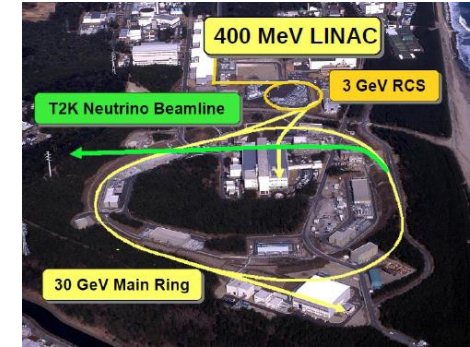 400 MeV LINAC
3 GeV RCS
T2K Neutrino Beamline
30 GeV Main Ring